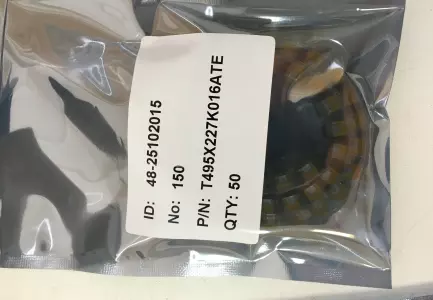 ID: 48-25102015
No: 150
P/N: T495X227K016ATE
QTY: 50